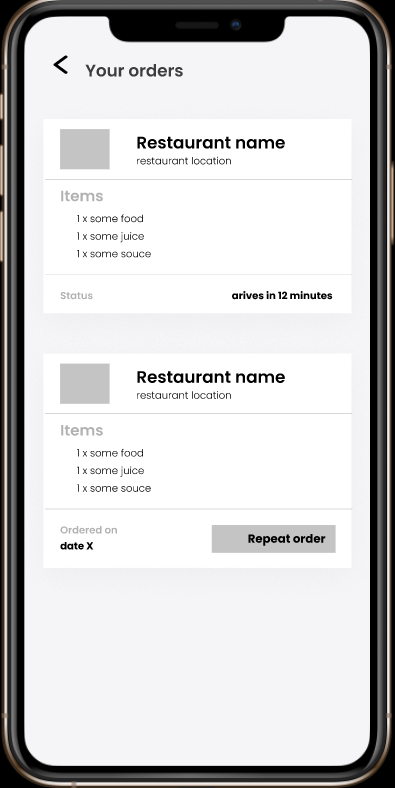 Your orders
Restaurant name
restaurant location
Items
1 x some food
1 x some juice
1 x some souce
Status arives in 12 minutes
Restaurant name
restaurant location
Items
1 x some food
1 x some juice
1 x some souce
Ordered on
date X
Repeat order